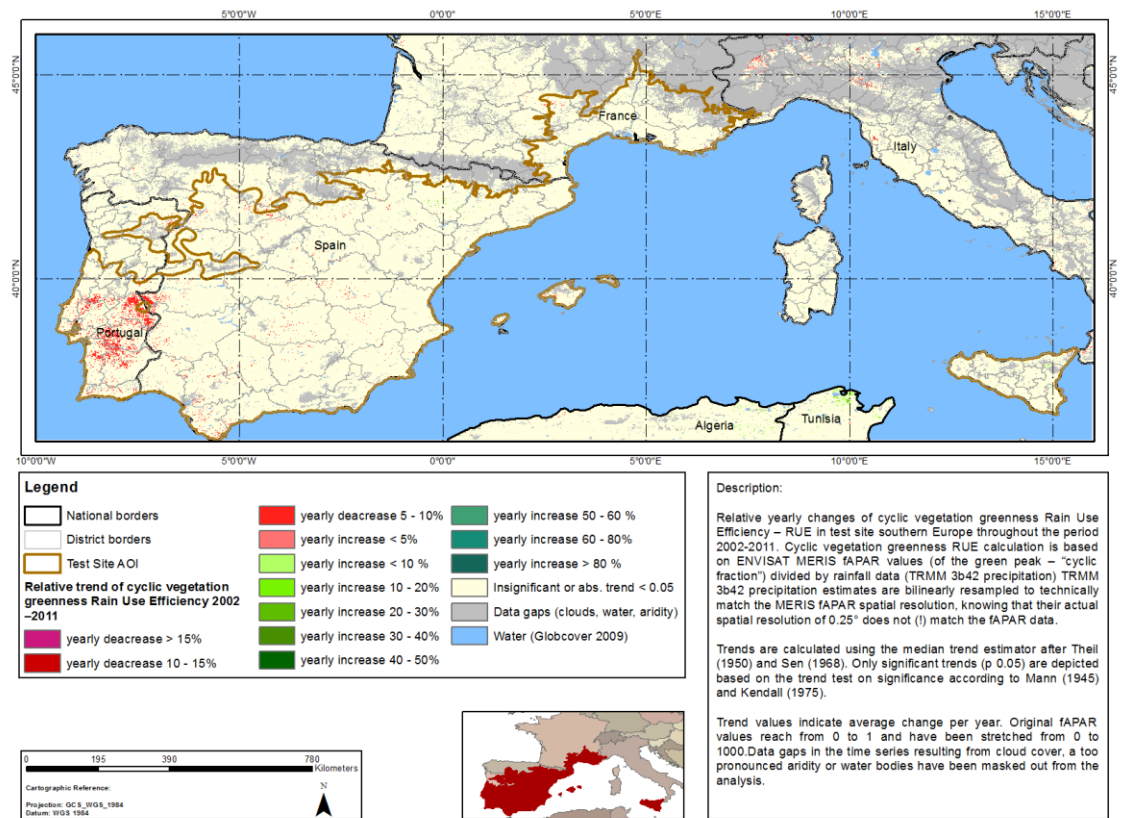 5°0'0"W 0°0'0" 5°0'0"E 10°0'0"E 15°0'0"E
45°0'0"N 45°0'0"N
France
Italy
Spain
40°0'0"N 40°0'0"N
Portugal
Algeria
Tunisia
10°0'0"W 5°0'0"W 0°0'0" 5°0'0"E 10°0'0"E 15°0'0"E
Legend
National borders
District borders
Test Site AOI
Relative trend of cyclic vegetation
greenness Rain Use Efficiency 2002
–2011
yearly deacrease > 15%
yearly deacrease 10 - 15%
yearly deacrease 5 - 10%
yearly increase < 5%
yearly increase < 10 %
yearly increase 10 - 20%
yearly increase 20 - 30%
yearly increase 30 - 40%
yearly increase 40 - 50%
yearly increase 50 - 60 %
yearly increase 60 - 80%
yearly increase > 80 %
Insignificant or abs. trend < 0.05
Data gaps (clouds, water, aridity)
Water (Globcover 2009)
Description:
Relative yearly changes of cyclic vegetation greenness Rain Use
Efficiency – RUE in test site southern Europe throughout the period
2002-2011. Cyclic vegetation greenness RUE calculation is based
on ENVISAT MERIS fAPAR values (of the green peak – “cyclic
fraction”) divided by rainfall data (TRMM 3b42 precipitation) TRMM
3b42 precipitation estimates are bilinearly resampled to technically
match the MERIS fAPAR spatial resolution, knowing that their actual
spatial resolution of 0.25° does not (!) match the fAPAR data.
Trends are calculated using the median trend estimator after Theil
(1950) and Sen (1968). Only significant trends (p 0.05) are depicted
based on the trend test on significance according to Mann (1945)
and Kendall (1975).
Trend values indicate average change per year. Original fAPAR
values reach from 0 to 1 and have been stretched from 0 to
1000.Data gaps in the time series resulting from cloud cover, a too
pronounced aridity or water bodies have been masked out from the
analysis.
0 195 390 780
Kilometers
Cartographic Reference:
Projection: GCS_WGS_1984
Datum: WGS 1984
N